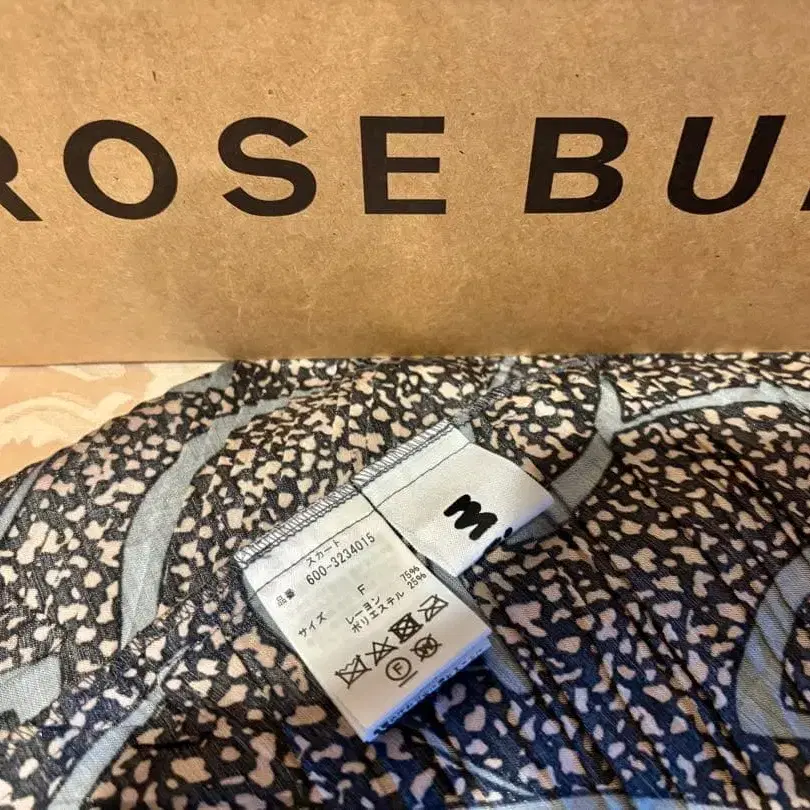 ROSE BU
スカート
品番 600-3234015
サイズ F
レーヨン 75%
ポリエステル 25%
F
W
m